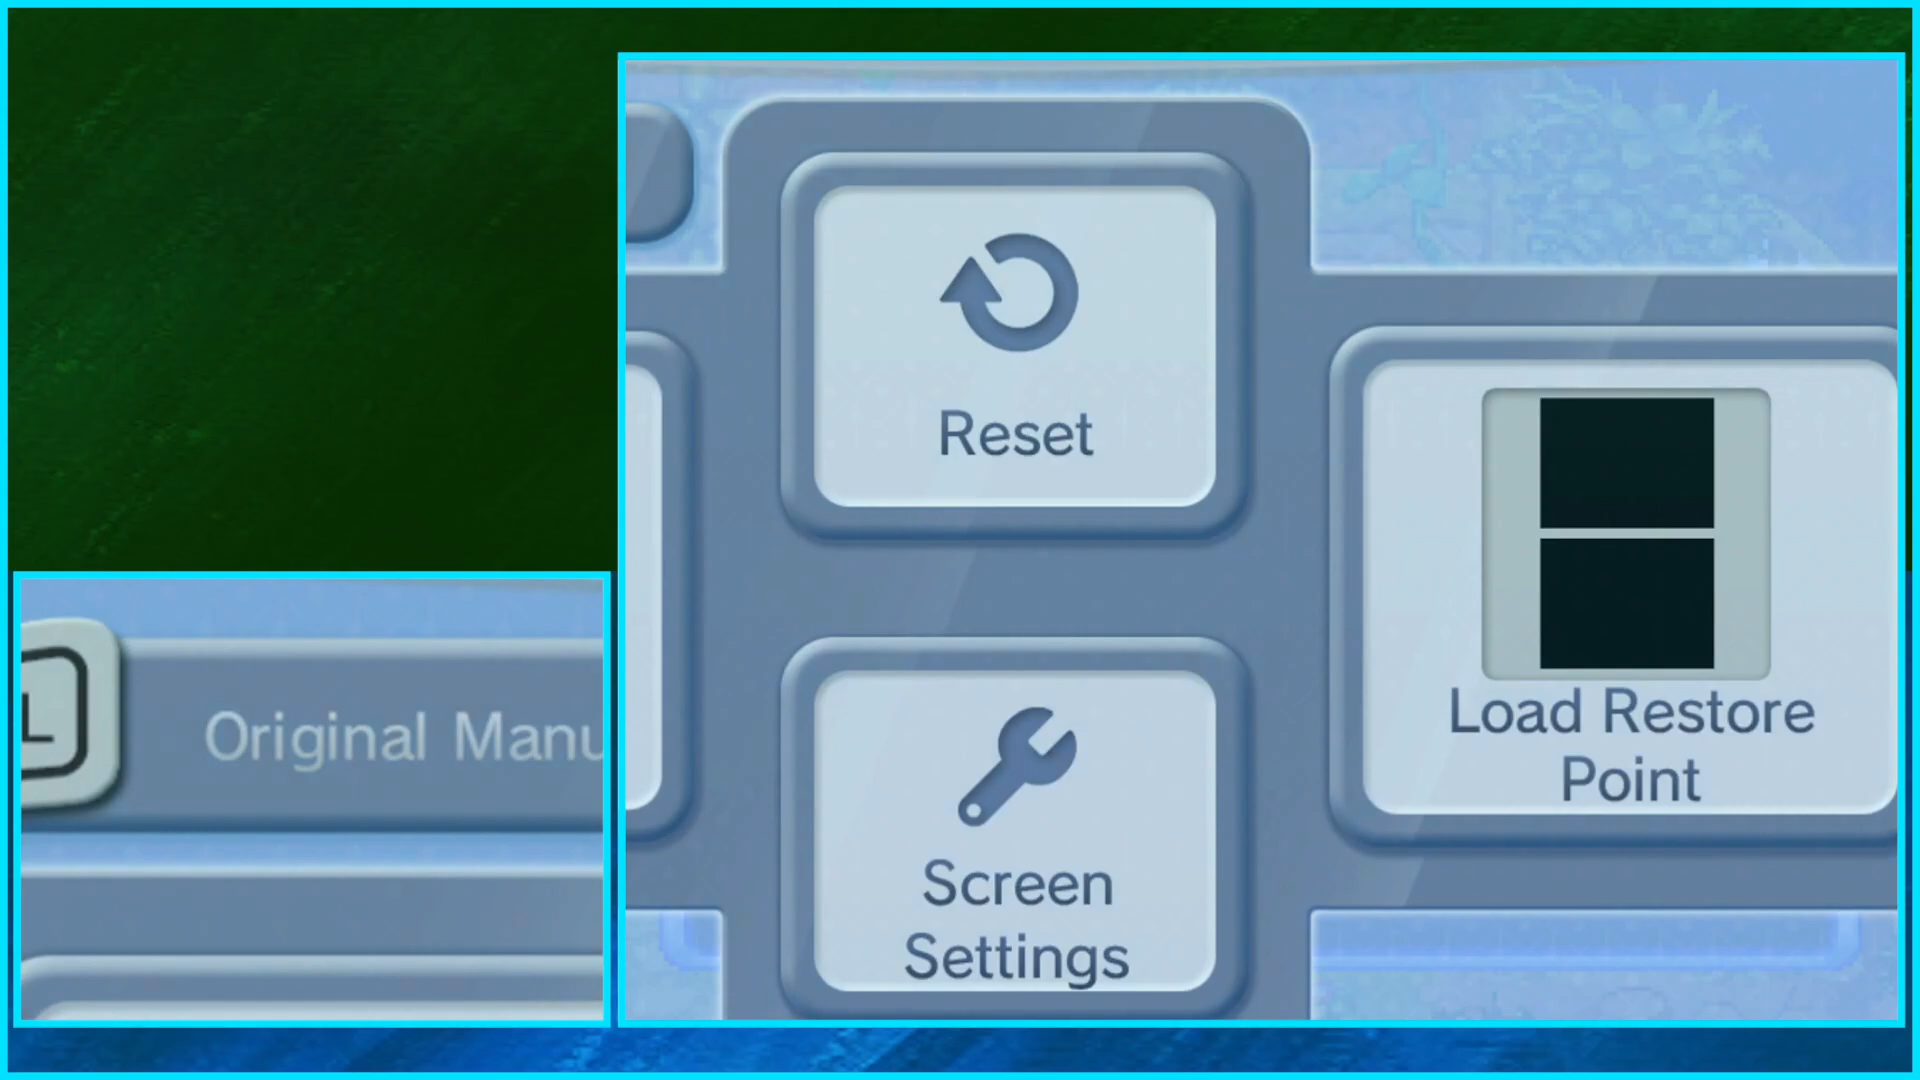 Reset
Load Restore
Point
Screen
Settings
L
Original Manu